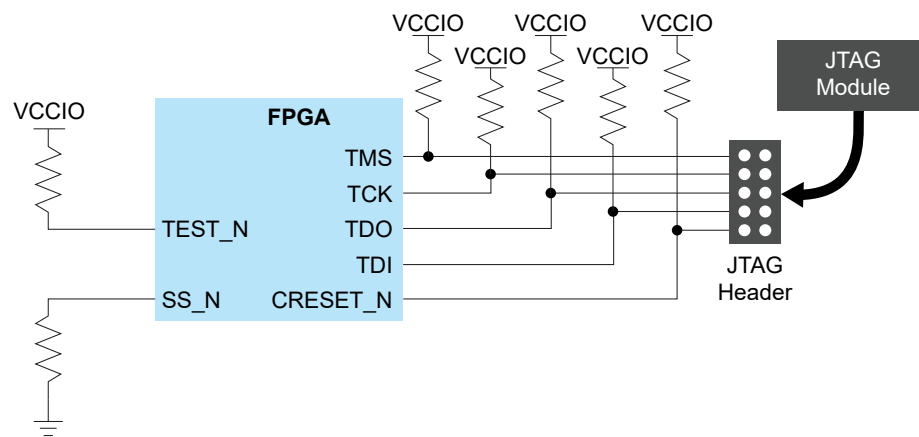 VCCIO
VCCIO
VCCIO
VCCIO
VCCIO
JTAG
Module
VCCIO
FPGA
TMS
TCK
TEST_N
TDO
TDI
SS_N
CRESET_N
JTAG
Header